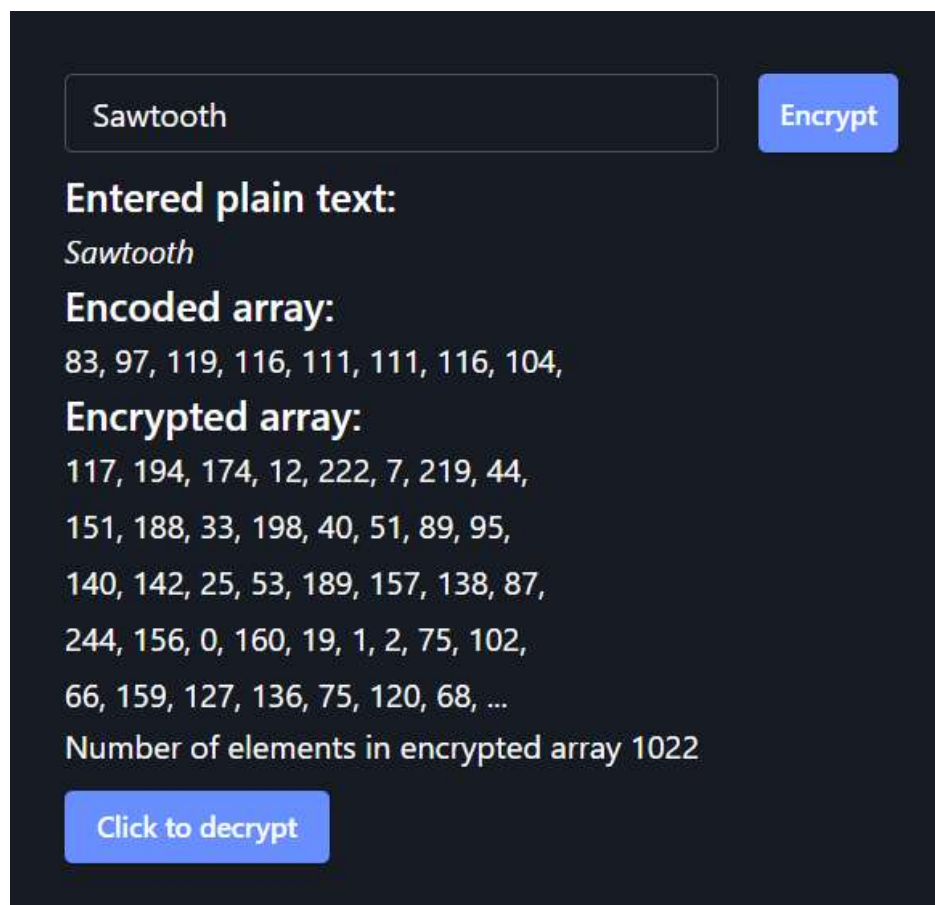 Sawtooth
Encrypt
Entered plain text:
Sawtooth
Encoded array:
83, 97, 119, 116, 111, 111, 116, 104,
Encrypted array:
117, 194, 174, 12, 222, 7, 219, 44,
151, 188, 33, 198, 40, 51, 89, 95,
140, 142, 25, 53, 189, 157, 138, 87,
244, 156, 0, 160, 19, 1, 2, 75, 102,
66, 159, 127, 136, 75, 120, 68, ...
Number of elements in encrypted array 1022
Click to decrypt